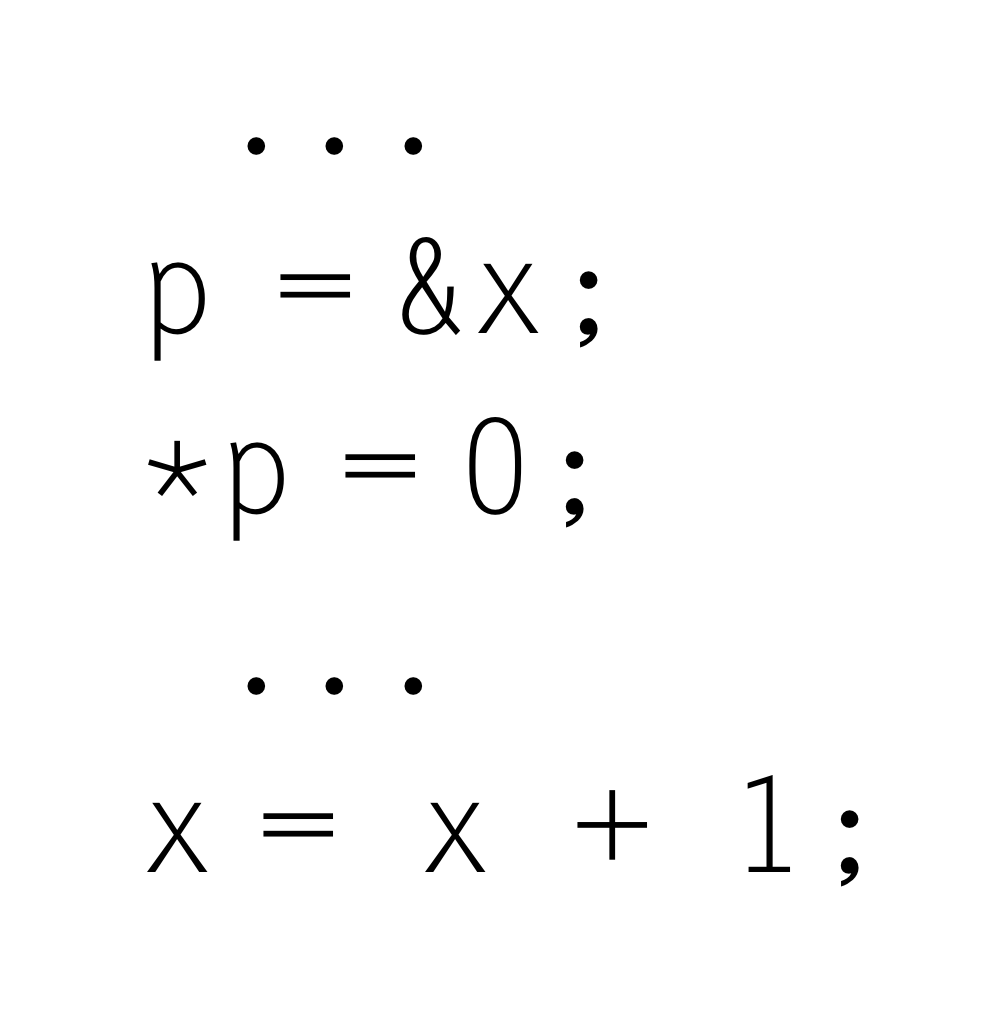 ...
p = &x;
*p = 0;
...
x = x + 1;